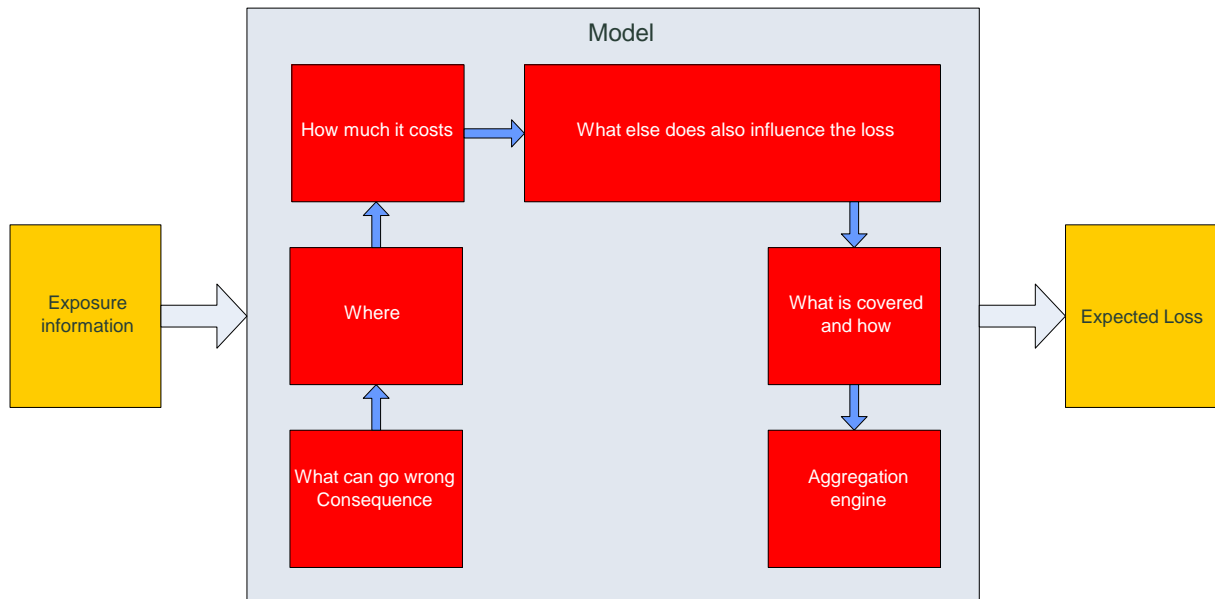 Model
How much it costs
What else does also influence the loss
Exposure
information
Where
What is covered
and how
Expected Loss
What can go wrong
Consequence
Aggregation
engine